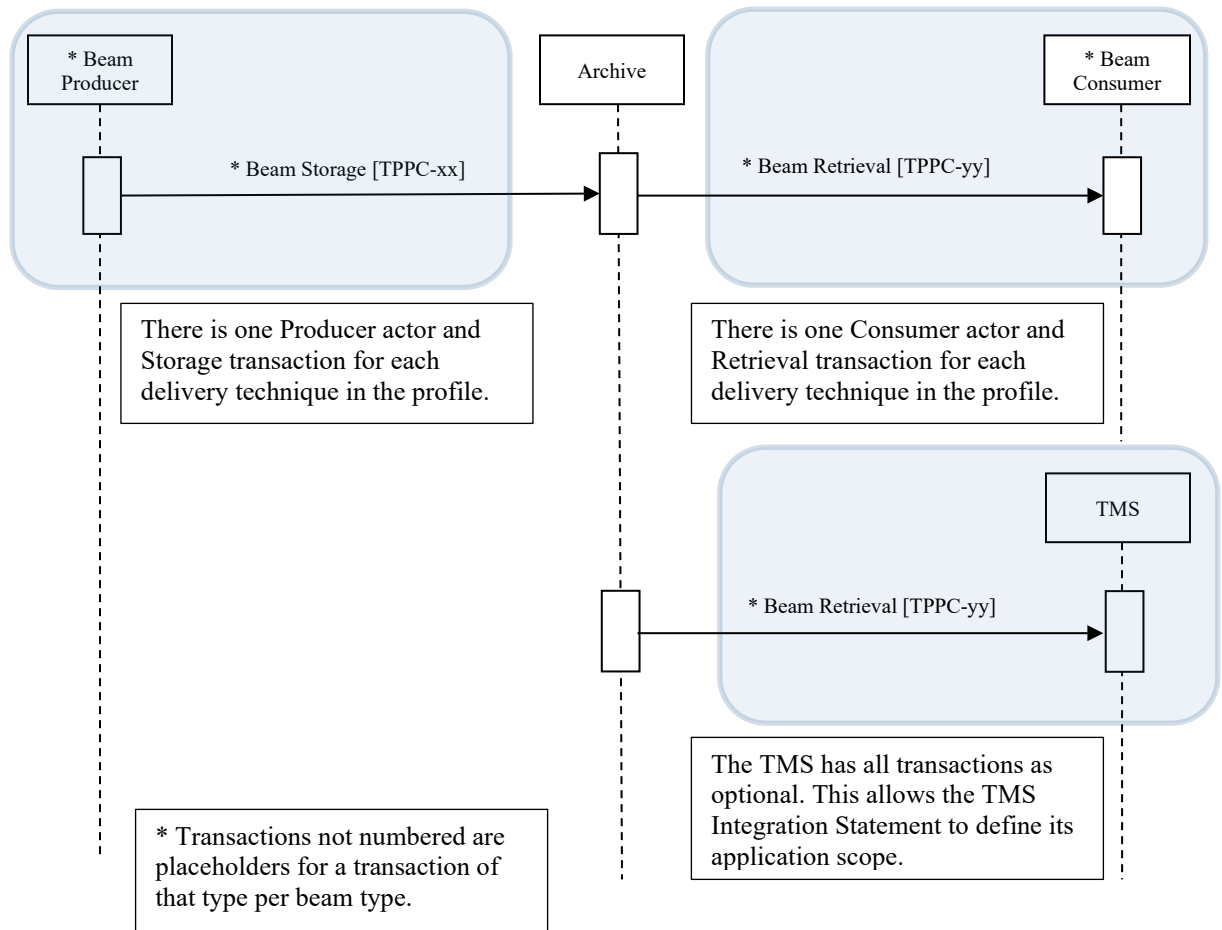 * Beam
Producer
Archive
* Beam
Consumer
* Beam Storage [TPPC-xx]
* Beam Retrieval [TPPC-yy]
There is one Producer actor and
Storage transaction for each
delivery technique in the profile.
There is one Consumer actor and
Retrieval transaction for each
delivery technique in the profile.
TMS
* Beam Retrieval [TPPC-yy]
The TMS has all transactions as
optional. This allows the TMS
Integration Statement to define its
application scope.
* Transactions not numbered are
placeholders for a transaction of
that type per beam type.